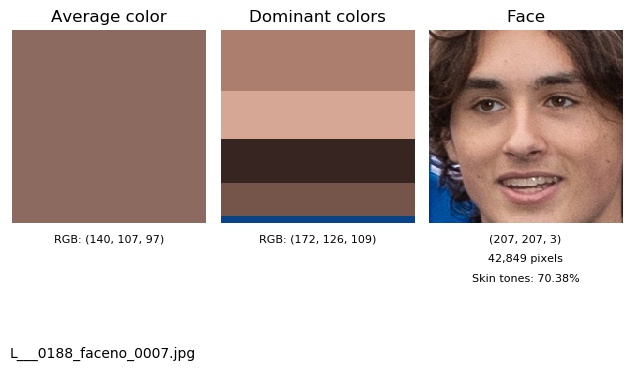 Average color
Dominant colors
Face
RGB: (140, 107, 97)
RGB: (172, 126, 109)
(207, 207, 3)
42,849 pixels
Skin tones: 70.38%
L___0188_faceno_0007.jpg